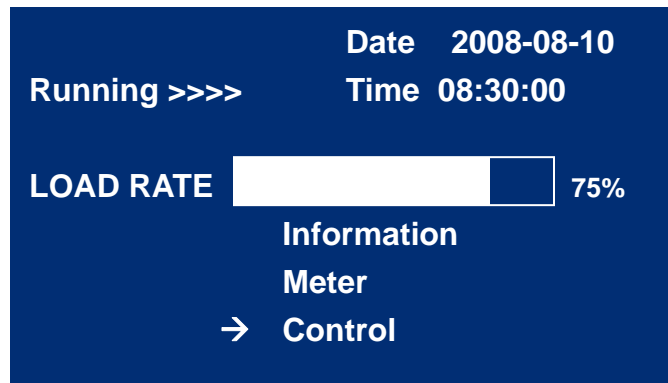 Date 2008-08-10
Running >>>> Time 08:30:00
LOAD RATE 75%
Information
Meter
→ Control